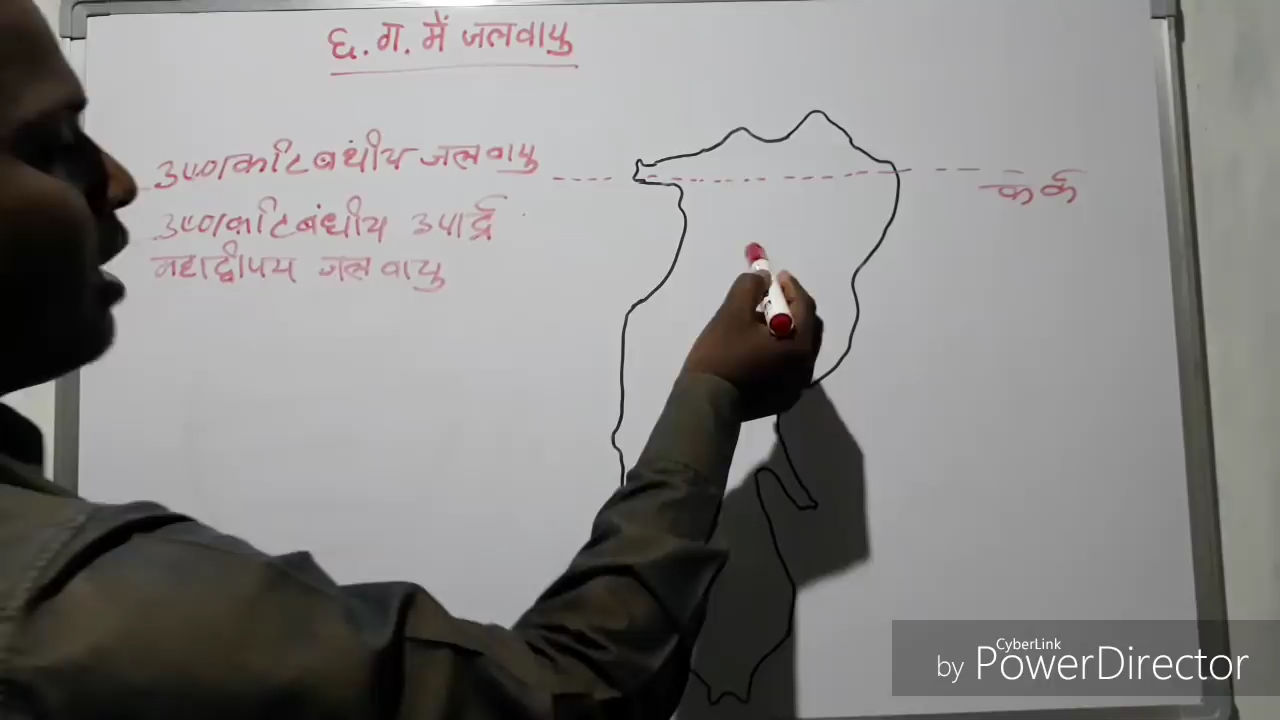 छ. ग. में जलवायु
उष्णकटिबंधीय जलवायु
उष्णकटिबंधीय उपार्द्र
महाद्वीपय जलवायु
कर्क
CyberLink
by PowerDirector